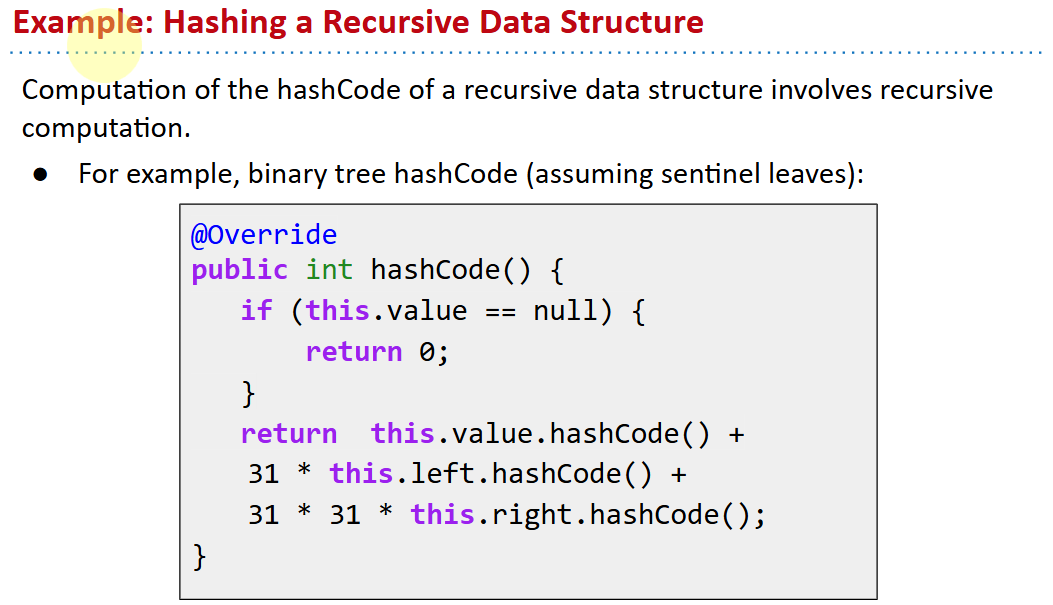 Example: Hashing a Recursive Data Structure
Computation of the hashCode of a recursive data structure involves recursive
computation.
● For example, binary tree hashCode (assuming sentinel leaves):
@Override
public int hashCode() {
   if (this.value == null) {
       return 0;
   }
   return  this.value.hashCode() +
   31 * this.left.hashCode() +
   31 * 31 * this.right.hashCode();
}